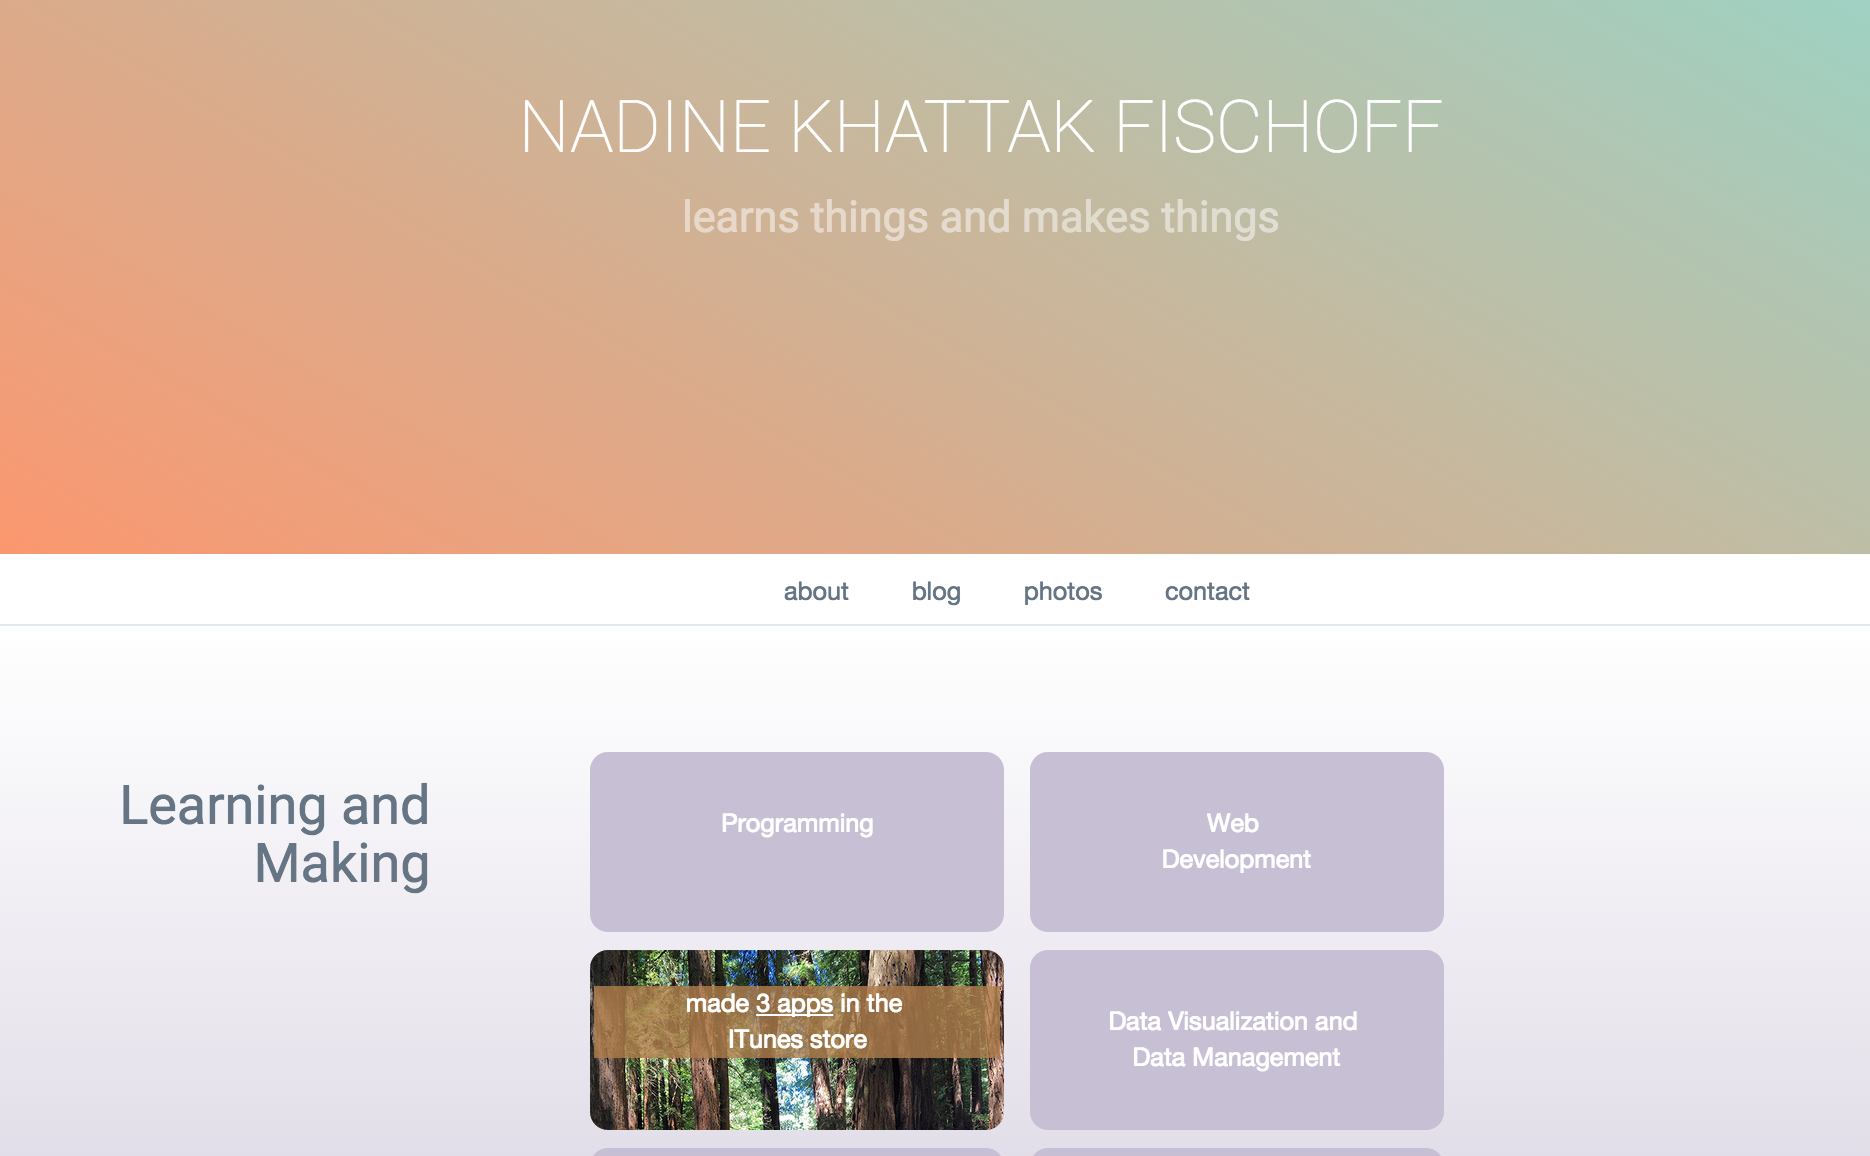 NADINE KHATTAK FISCHOFF
learns things and makes things
about blog photos contact
Learning and
Making
Programming
Web
Development
made 3 apps in the
ITunes store
Data Visualization and
Data Management